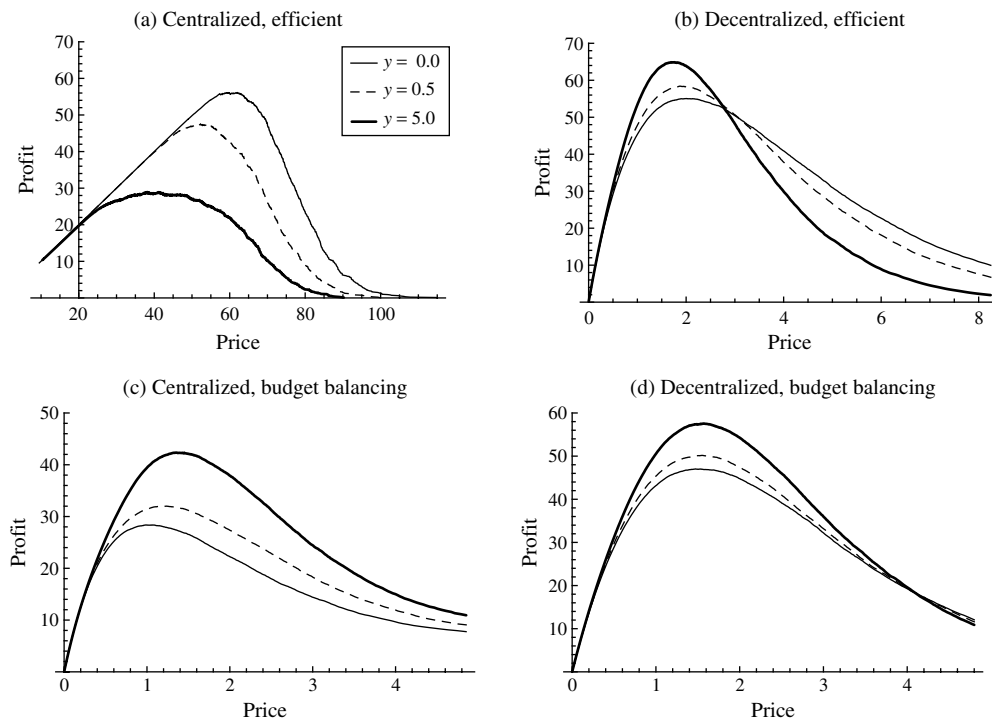 (a) Centralized, efficient
70
60
50
40
30
20
10
Profit
20 40 60 80 100
Price
y = 0.0
y = 0.5
y = 5.0
(b) Decentralized, efficient
70
60
50
40
30
20
10
Profit
0 2 4 6 8
Price
(c) Centralized, budget balancing
50
40
30
20
10
Profit
0 1 2 3 4
Price
(d) Decentralized, budget balancing
60
50
40
30
20
10
Profit
0 1 2 3 4
Price